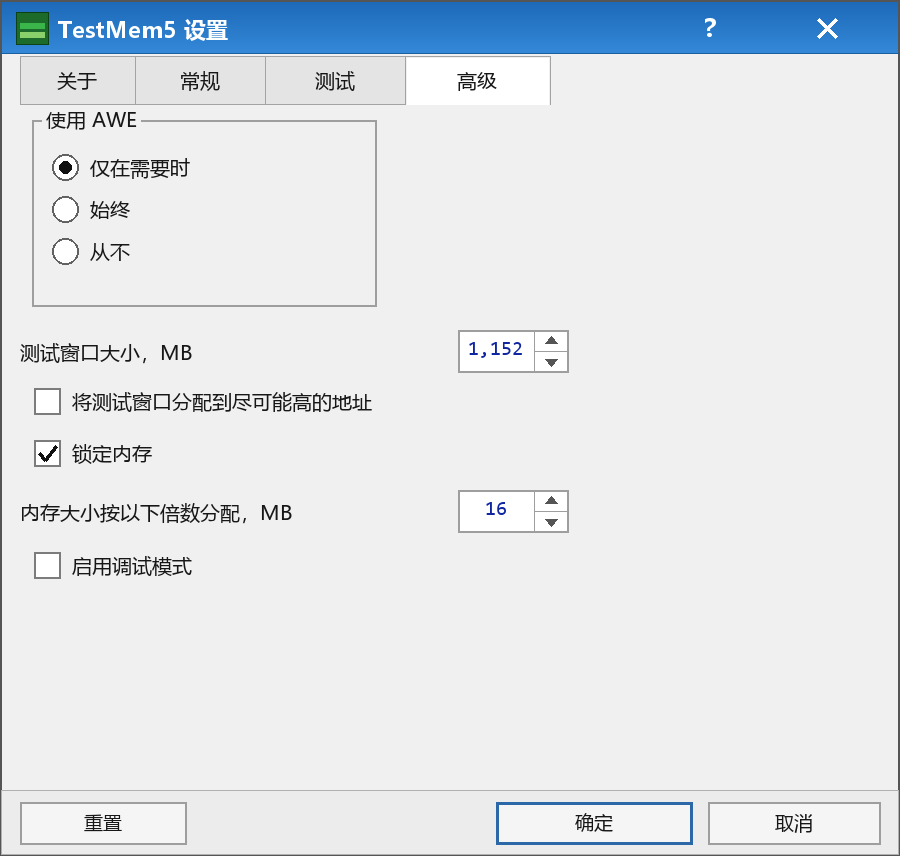 TestMem5 设置 ?
关于 常规 测试 高级
使用 AWE
仅在需要时
始终
从不
测试窗口大小，MB 1,152
将测试窗口分配到尽可能高的地址
锁定内存
内存大小按以下倍数分配，MB 16
启用调试模式
重置 确定 取消